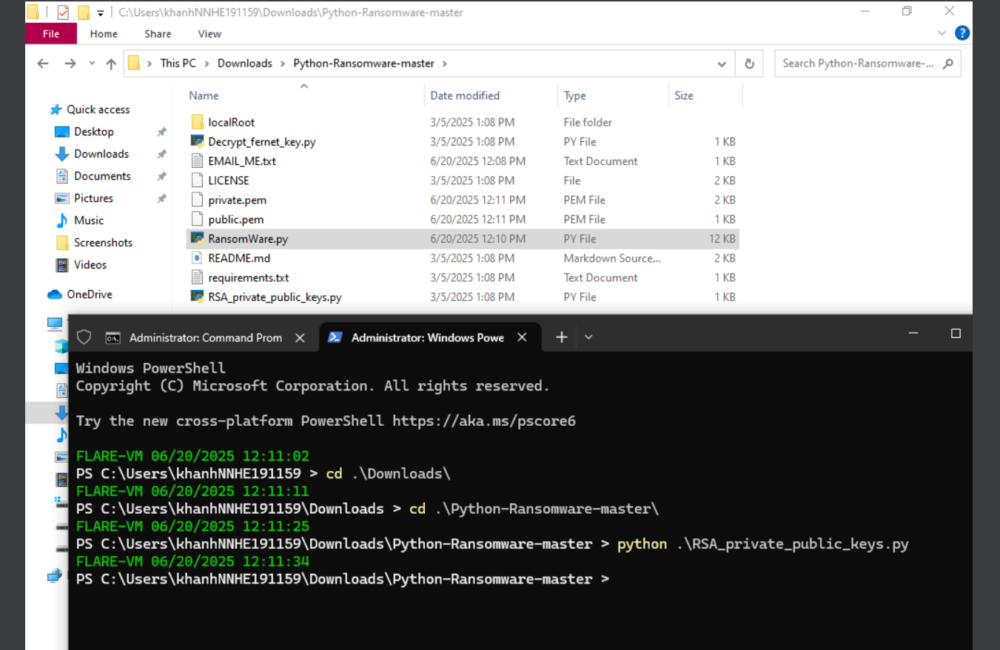 C:\Users\khanhNNHE191159\Downloads\Python-Ransomware-master
File Home Share View
This PC > Downloads > Python-Ransomware-master >
Search Python-Ransomware-...
Name Date modified Type Size
Quick access
Desktop
Downloads
Documents
Pictures
Music
Screenshots
Videos
OneDrive
localRoot 3/5/2025 1:08 PM File folder
Decrypt_fernet_key.py 3/5/2025 1:08 PM PY File 1 KB
EMAIL_ME.txt 6/20/2025 12:08 PM Text Document 1 KB
LICENSE 3/5/2025 1:08 PM File 2 KB
private.pem 6/20/2025 12:11 PM PEM File 2 KB
public.pem 6/20/2025 12:11 PM PEM File 1 KB
RansomWare.py 6/20/2025 12:10 PM PY File 12 KB
README.md 3/5/2025 1:08 PM Markdown Source... 2 KB
requirements.txt 3/5/2025 1:08 PM Text Document 1 KB
RSA_private_public_keys.py 3/5/2025 1:08 PM PY File 1 KB
Administrator: Command Prom
Administrator: Windows Powe
Windows PowerShell
Copyright (C) Microsoft Corporation. All rights reserved.
Try the new cross-platform PowerShell https://aka.ms/pscore6
FLARE-VM 06/20/2025 12:11:02
PS C:\Users\khanhNNHE191159 > cd .\Downloads\
FLARE-VM 06/20/2025 12:11:11
PS C:\Users\khanhNNHE191159\Downloads > cd .\Python-Ransomware-master\
FLARE-VM 06/20/2025 12:11:25
PS C:\Users\khanhNNHE191159\Downloads\Python-Ransomware-master > python .\RSA_private_public_keys.py
FLARE-VM 06/20/2025 12:11:34
PS C:\Users\khanhNNHE191159\Downloads\Python-Ransomware-master >